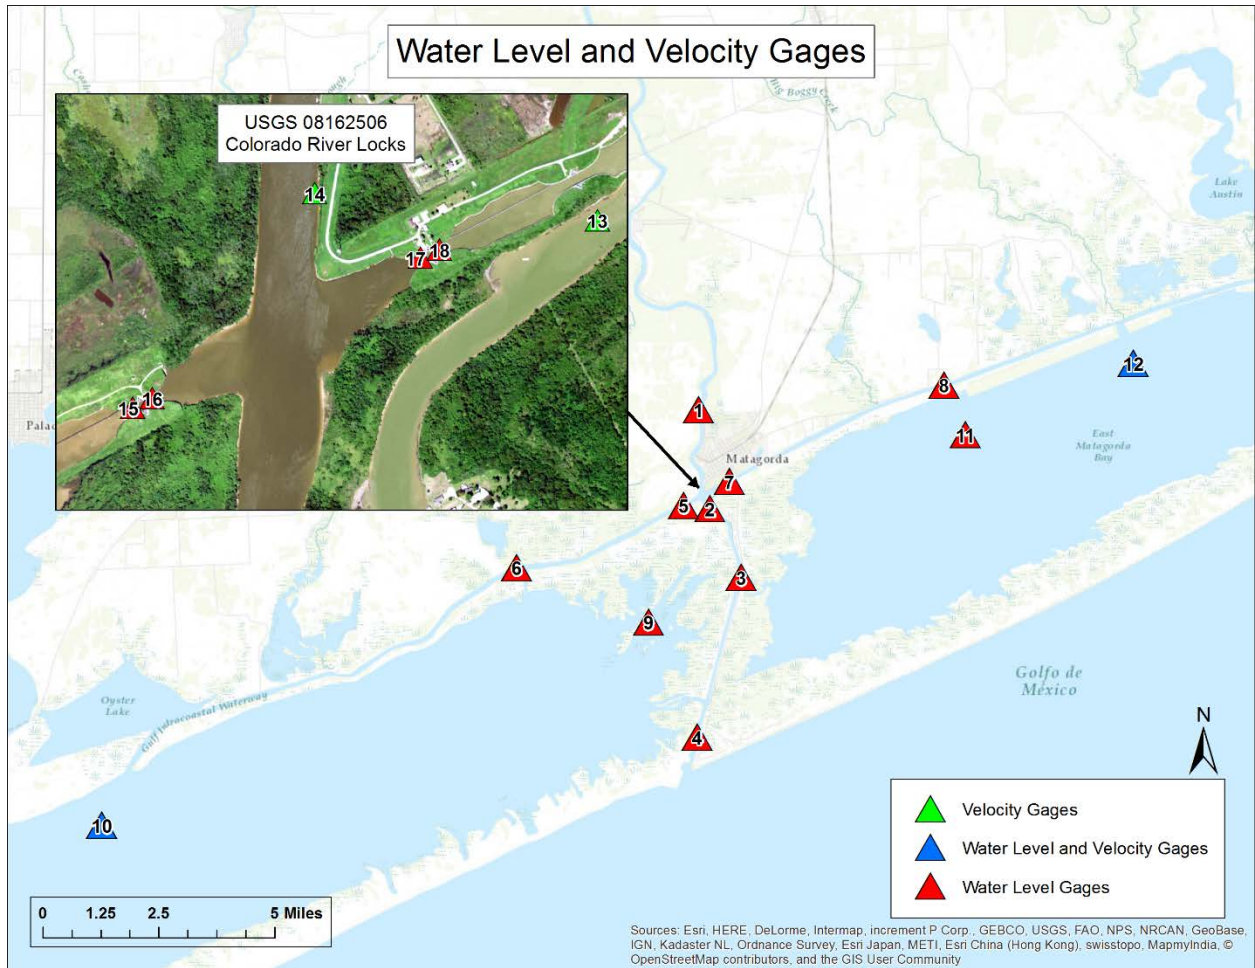 Water Level and Velocity Gages
USGS 08162506
Colorado River Locks
14
13
17
18
15
16
Big Boggy Creek
Lake
Austin
12
8
11
East
Matagorda
Bay
1
Matagorda
7
5
2
6
3
9
Golfo de
México
Oyster
Lake
Gulf Intracoastal Waterway
4
10
N
Velocity Gages
Water Level and Velocity Gages
Water Level Gages
0 1.25 2.5 5 Miles
Sources: Esri, HERE, DeLorme, Intermap, increment P Corp., GEBCO, USGS, FAO, NPS, NRCAN, GeoBase,
IGN, Kadaster NL, Ordnance Survey, Esri Japan, METI, Esri China (Hong Kong), swisstopo, MapmyIndia, ©
OpenStreetMap contributors, and the GIS User Community